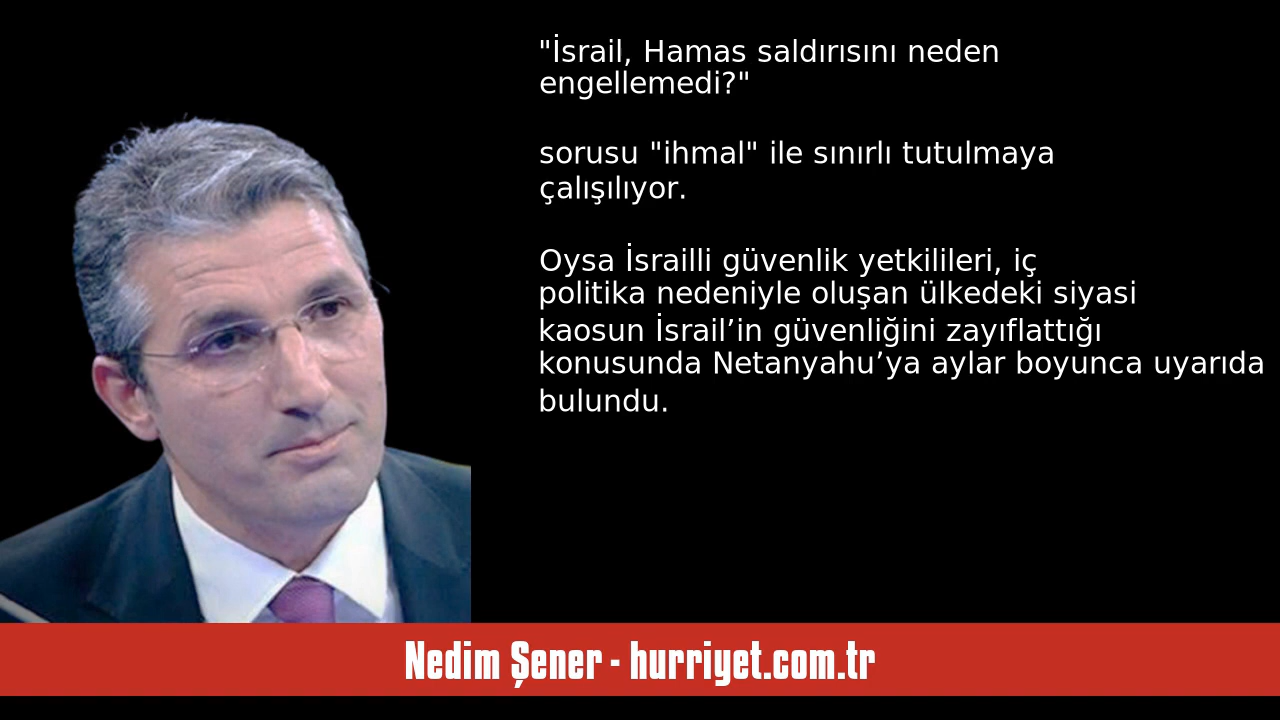 "İsrail, Hamas saldırısını neden
engellemedi?"
sorusu "ihmal" ile sınırlı tutulmaya
çalışılıyor.
Oysa İsrailli güvenlik yetkilileri, iç
politika nedeniyle oluşan ülkedeki siyasi
kaosun İsrail’in güvenliğini zayıflattığı
konusunda Netanyahu’ya aylar boyunca uyarıda
bulundu.
Nedim Şener - hurriyet.com.tr